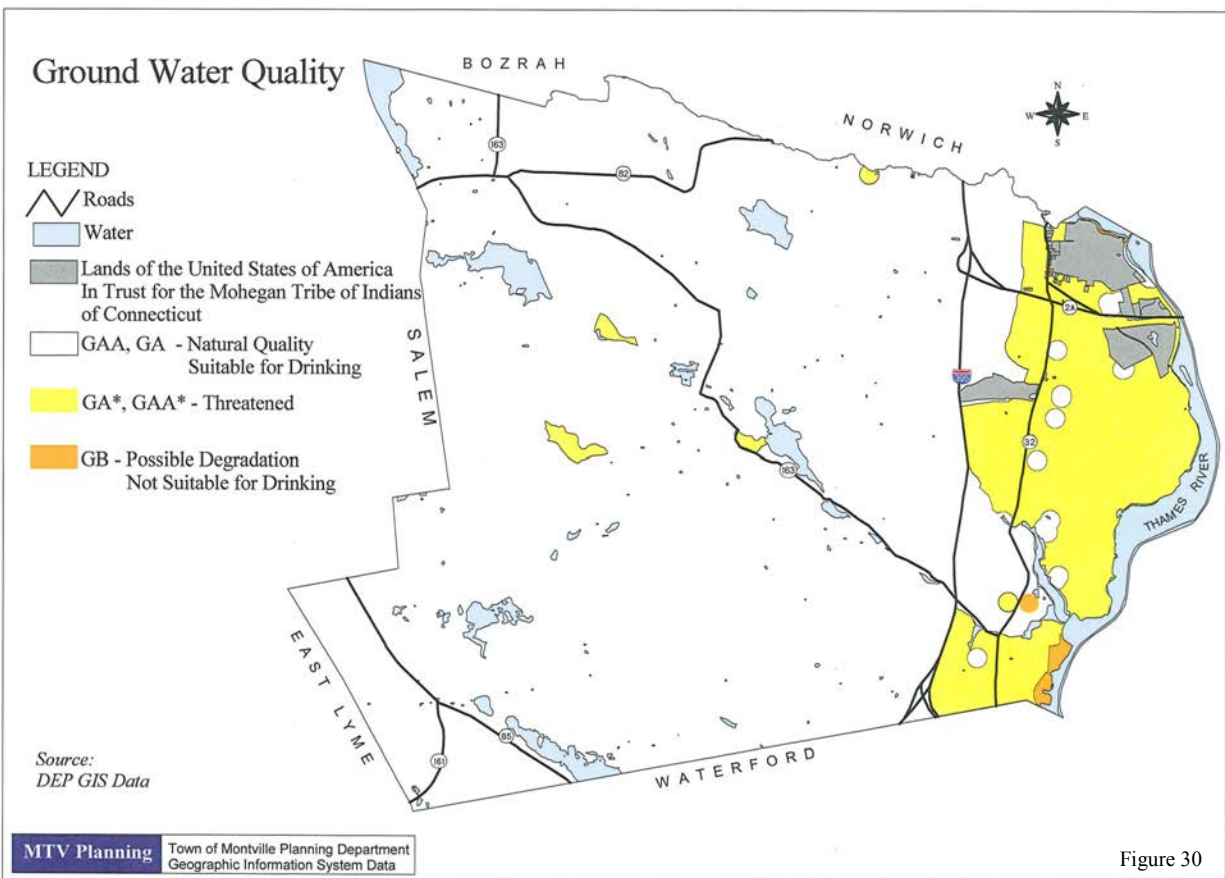 Ground Water Quality
BOZRAH
NORWICH
N
W E
S
LEGEND
Roads
Water
Lands of the United States of America
In Trust for the Mohegan Tribe of Indians
of Connecticut
GAA, GA - Natural Quality
Suitable for Drinking
GA*, GAA* - Threatened
GB - Possible Degradation
Not Suitable for Drinking
163
82
2A
SALEM
395
32
163
THAMES RIVER
EAST LYME
85
161
WATERFORD
Source:
DEP GIS Data
MTV Planning
Town of Montville Planning Department
Geographic Information System Data
Figure 30